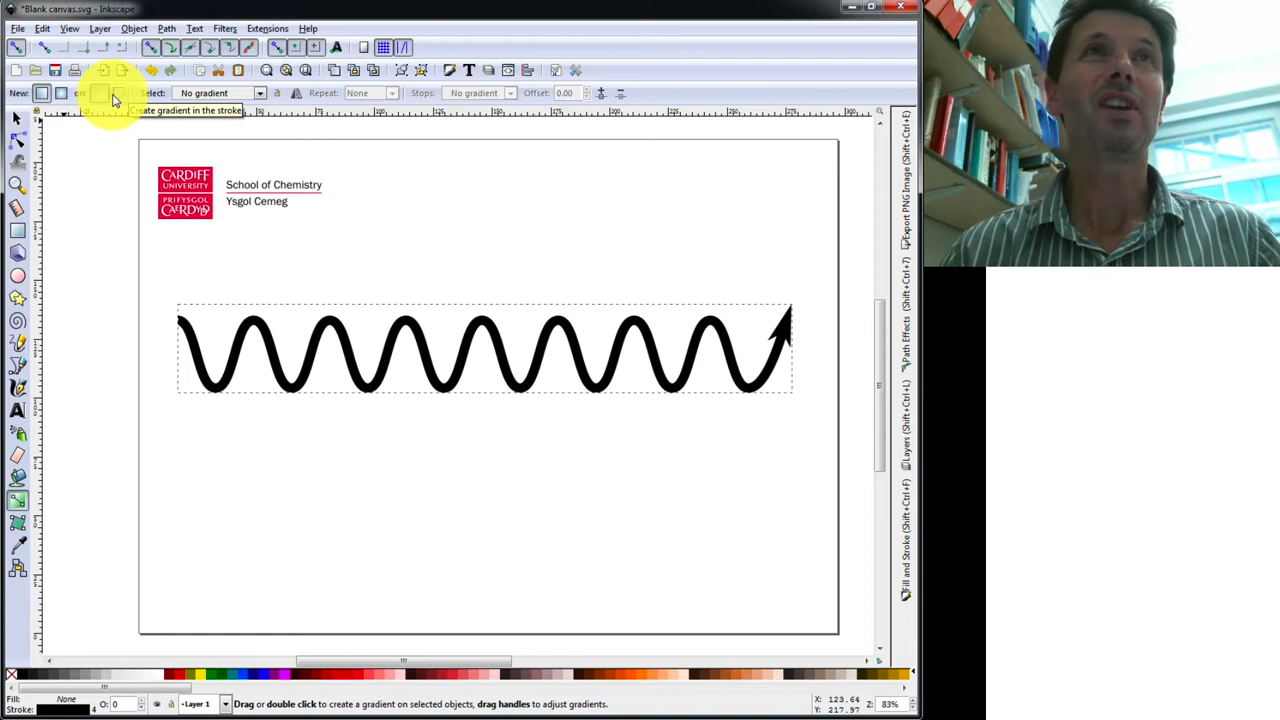 *Blank canvas.svg - Inkscape
File Edit View Layer Object Path Text Filters Extensions Help
New: on: Select: No gradient Repeat: None Stops: No gradient Offset: 0.00
Create gradient in the stroke
CARDIFF
UNIVERSITY
PRIFYSGOL
CAERDYDD
School of Chemistry
Ysgol Cemeg
Export PNG Image (Shift+Ctrl+E)
Path Effects (Shift+Ctrl+7)
Layers (Shift+Ctrl+L)
Fill and Stroke (Shift+Ctrl+F)
Fill: None
Stroke: 4 O: 0 Layer 1 Drag or double click to create a gradient on selected objects, drag handles to adjust gradients.
X: 123.64
Y: 217.97
Z: 83%